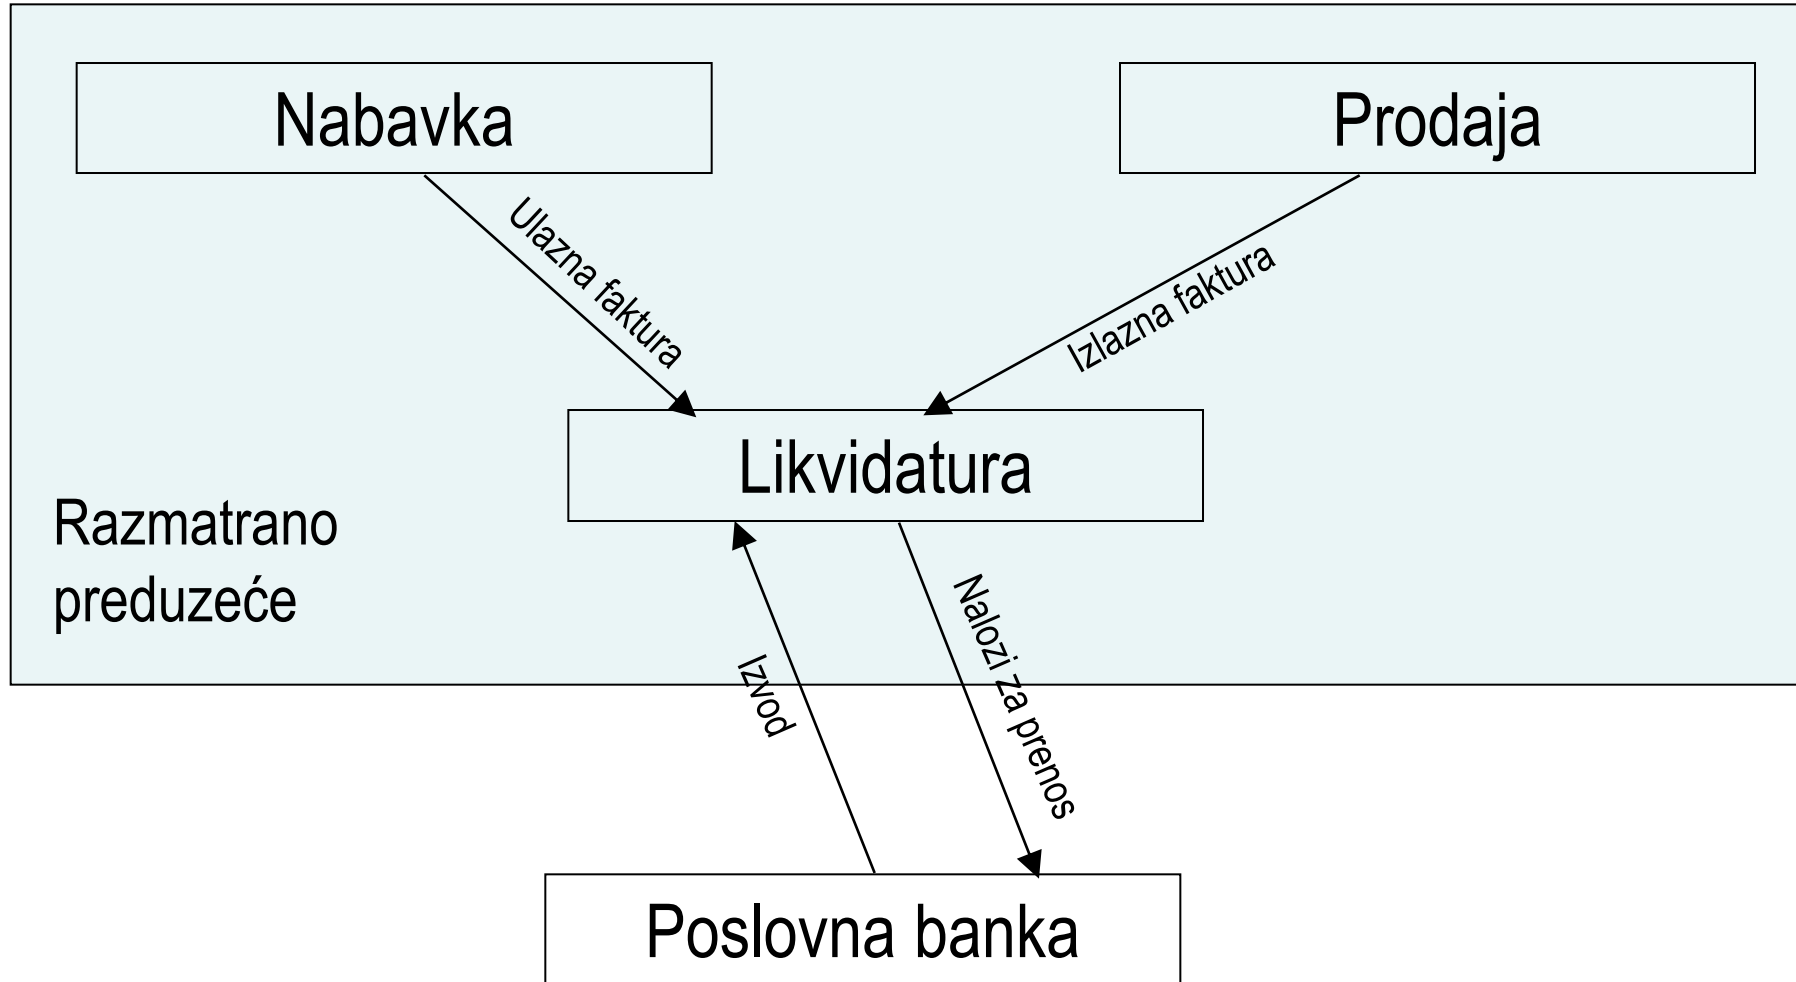 Nabavka
Prodaja
Ulazna faktura
Izlazna faktura
Likvidatura
Razmatrano
preduzeće
Izvod
Nalozi za prenos
Poslovna banka